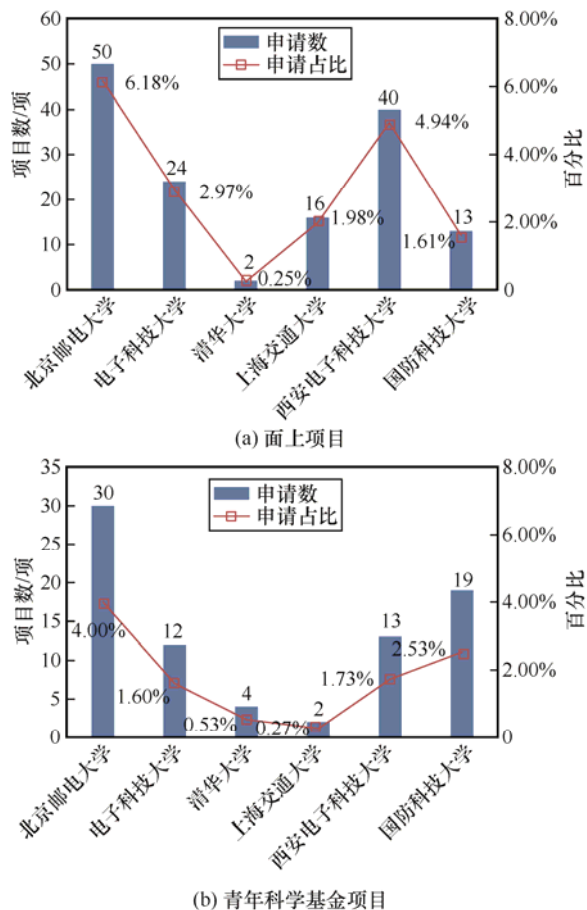 60
50
40
30
20
10
0
项目数/项
8.00%
6.00%
4.00%
2.00%
0
百分比
申请数
申请占比
50
24
2
16
40
13
6.18%
2.97%
0.25%
1.98%
4.94%
1.61%
北京邮电大学
电子科技大学
清华大学
上海交通大学
西安电子科技大学
国防科技大学
(a) 面上项目
35
30
25
20
15
10
5
0
项目数/项
8.00%
6.00%
4.00%
2.00%
0
百分比
申请数
申请占比
30
12
4
2
13
19
4.00%
1.60%
0.53%
0.27%
1.73%
2.53%
北京邮电大学
电子科技大学
清华大学
上海交通大学
西安电子科技大学
国防科技大学
(b) 青年科学基金项目